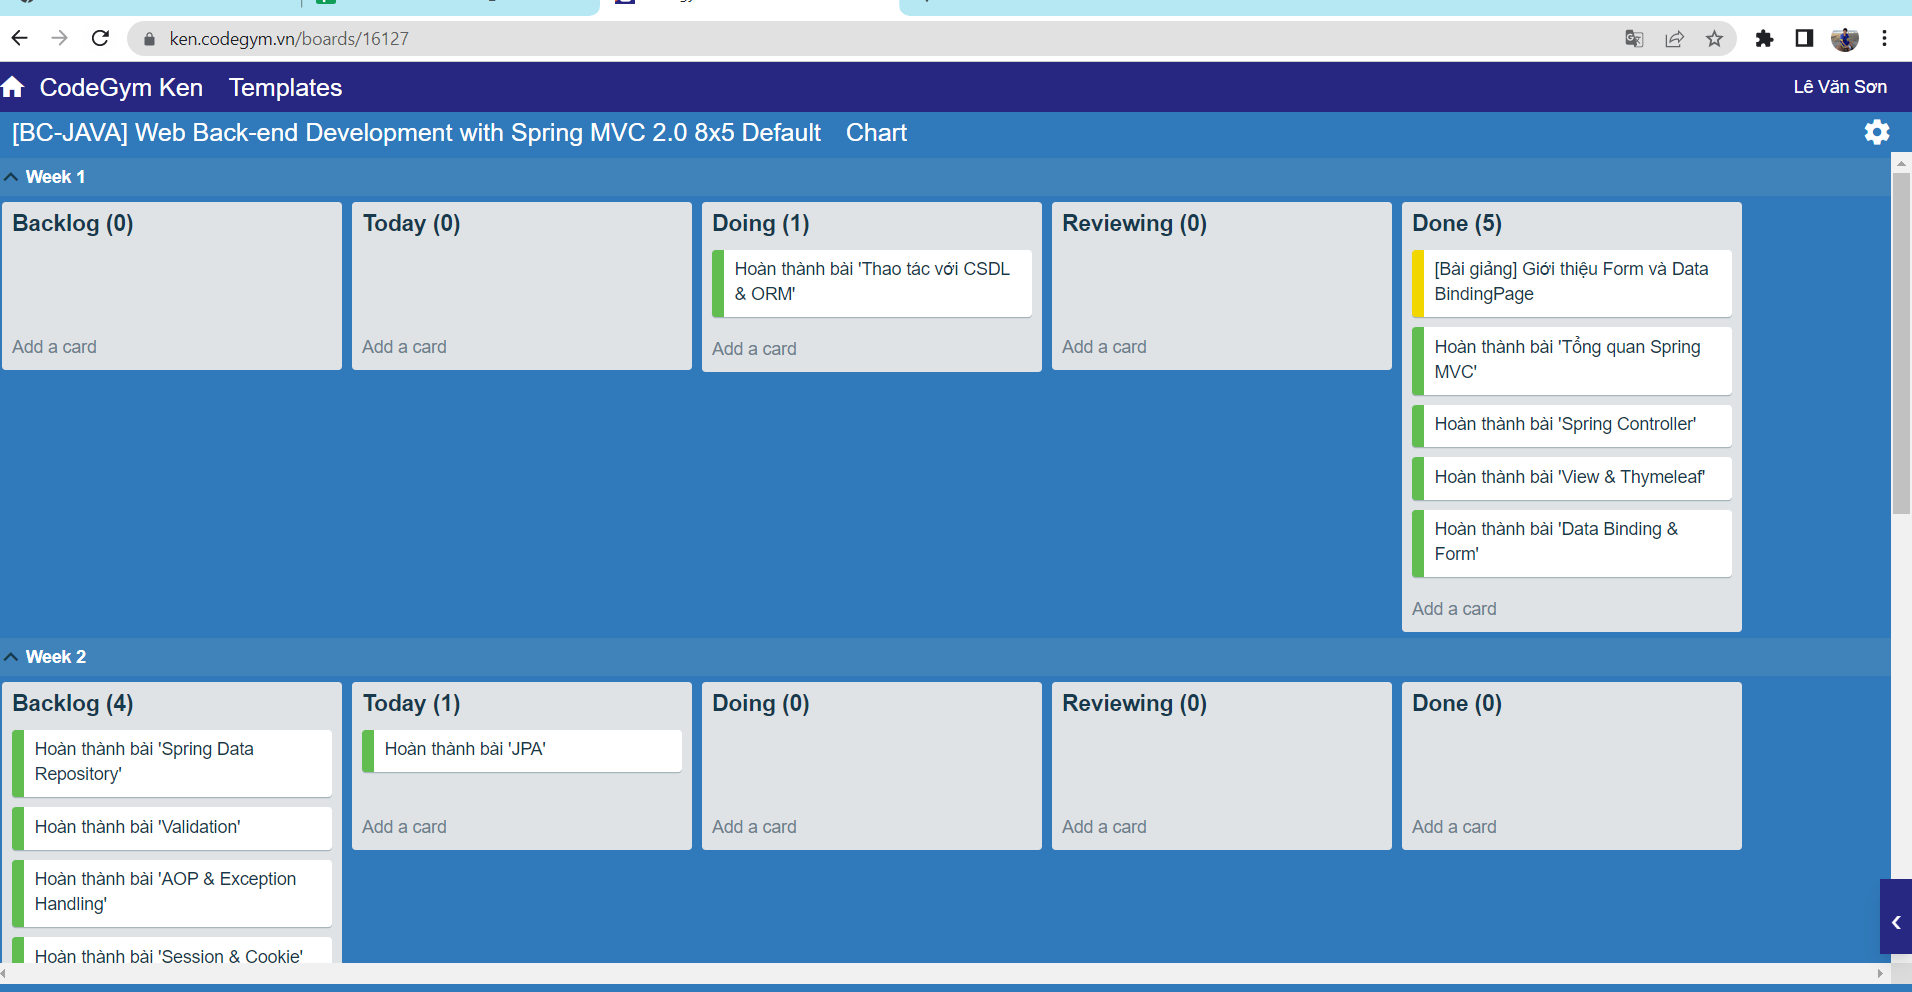 ken.codegym.vn/boards/16127
CodeGym Ken Templates Lê Văn Sơn
[BC-JAVA] Web Back-end Development with Spring MVC 2.0 8x5 Default Chart
Week 1
Backlog (0)
Add a card
Today (0)
Add a card
Doing (1)
Hoàn thành bài 'Thao tác với CSDL
& ORM'
Add a card
Reviewing (0)
Add a card
Done (5)
[Bài giảng] Giới thiệu Form và Data
BindingPage
Hoàn thành bài 'Tổng quan Spring
MVC'
Hoàn thành bài 'Spring Controller'
Hoàn thành bài 'View & Thymeleaf'
Hoàn thành bài 'Data Binding &
Form'
Add a card
Week 2
Backlog (4)
Hoàn thành bài 'Spring Data
Repository'
Hoàn thành bài 'Validation'
Hoàn thành bài 'AOP & Exception
Handling'
Hoàn thành bài 'Session & Cookie'
Today (1)
Hoàn thành bài 'JPA'
Add a card
Doing (0)
Add a card
Reviewing (0)
Add a card
Done (0)
Add a card